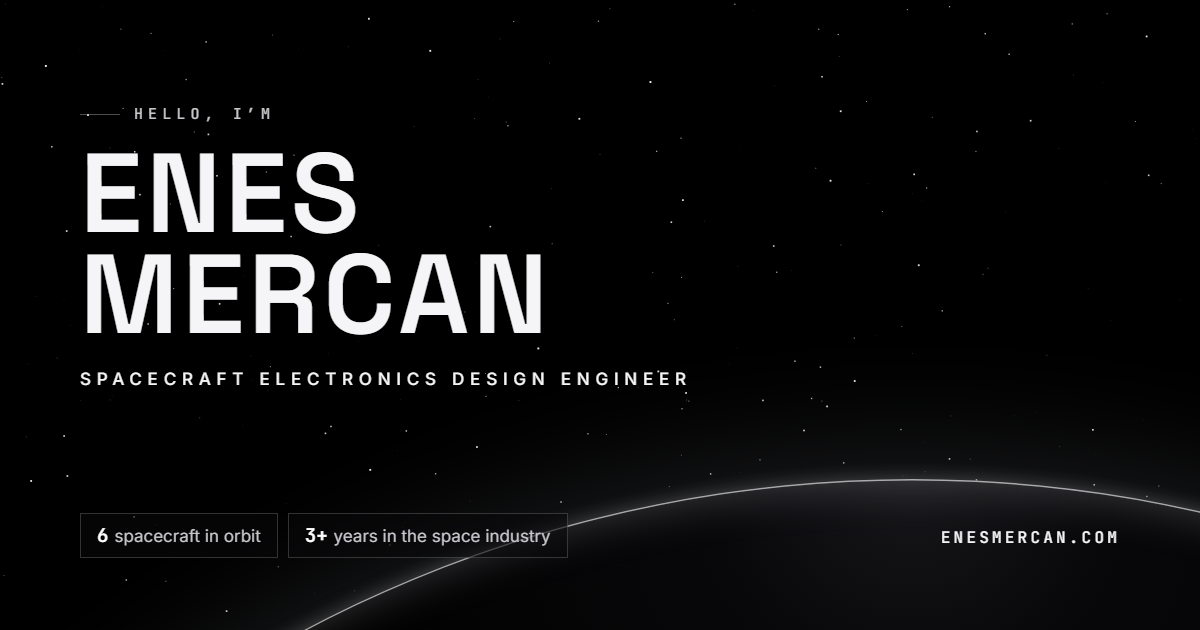 HELLO, I’M
ENES
MERCAN
SPACECRAFT ELECTRONICS DESIGN ENGINEER
6 spacecraft in orbit
3+ years in the space industry
ENESMERCAN.COM